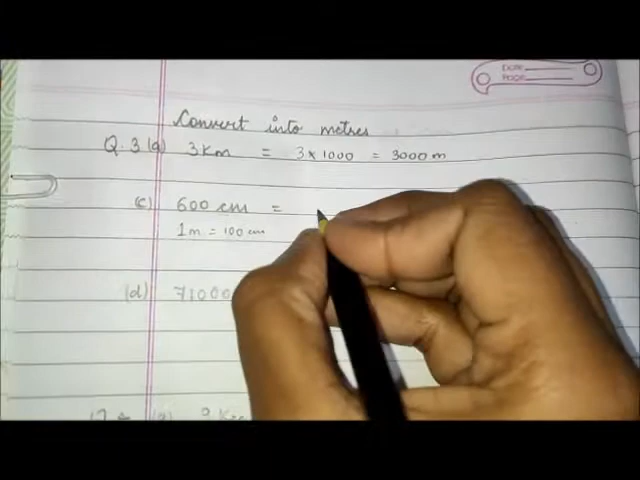 DATE
PAGE
Convert into metres
Q.3 (a) 3 Km = 3 × 1000 = 3000 m
(c) 600 cm =
1m = 100 cm
(d) 71000